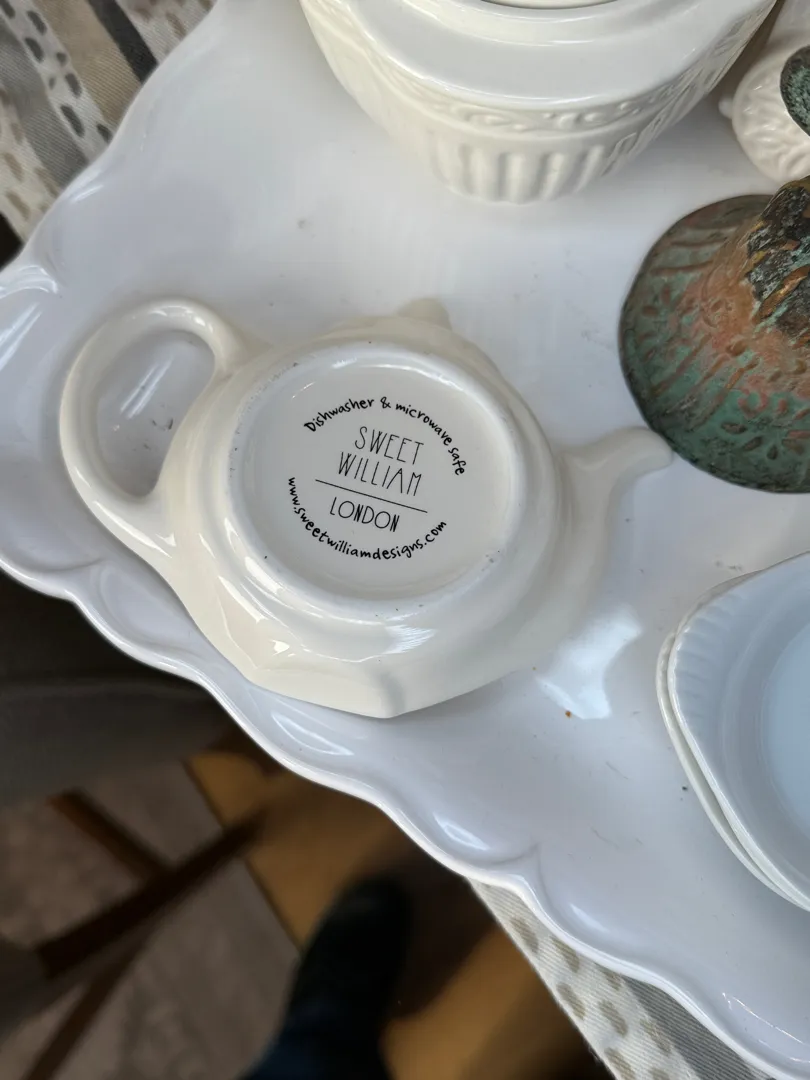 Dishwasher & microwave safe
SWEET
WILLIAM
LONDON
www.sweetwilliamdesigns.com